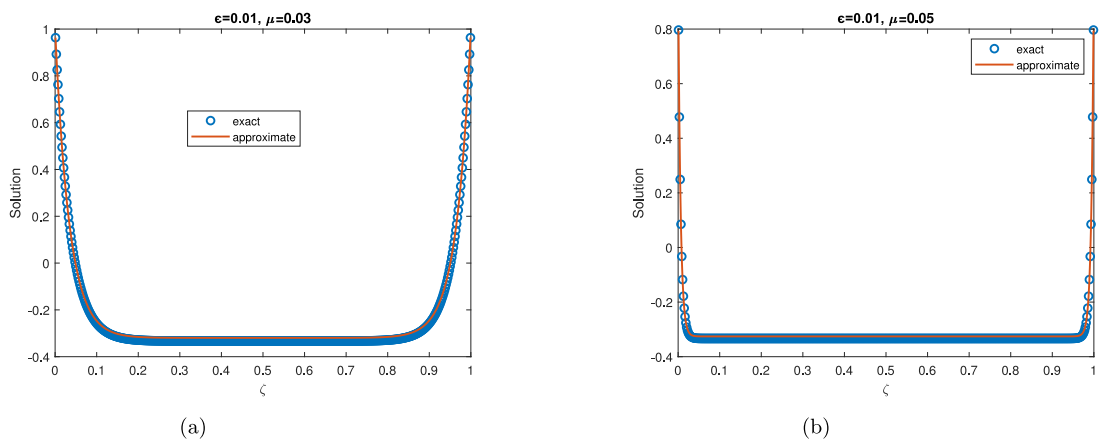 ϵ=0.01, μ=0.03
1
0.8
0.6
0.4
0.2
0
-0.2
-0.4
Solution
exact
approximate
0 0.1 0.2 0.3 0.4 0.5 0.6 0.7 0.8 0.9 1
ζ
(a)
ϵ=0.01, μ=0.05
0.8
0.6
0.4
0.2
0
-0.2
-0.4
Solution
exact
approximate
0 0.1 0.2 0.3 0.4 0.5 0.6 0.7 0.8 0.9 1
ζ
(b)